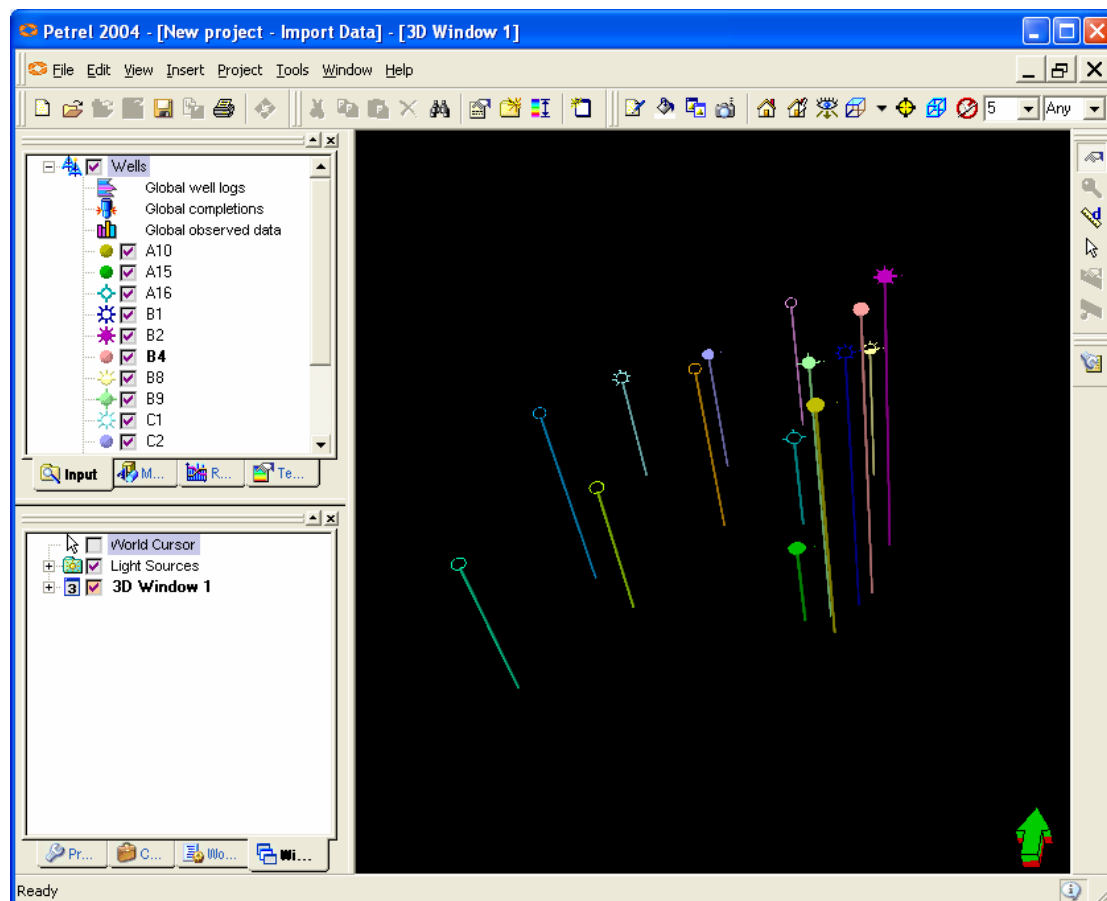 Petrel 2004 - [New project - Import Data] - [3D Window 1]
File Edit View Insert Project Tools Window Help
5 Any
Wells
Global well logs
Global completions
Global observed data
A10
A15
A16
B1
B2
B4
B8
B9
C1
C2
Input M... R... Te...
World Cursor
Light Sources
3 3D Window 1
Pr... C... Wo... Wi...
Ready